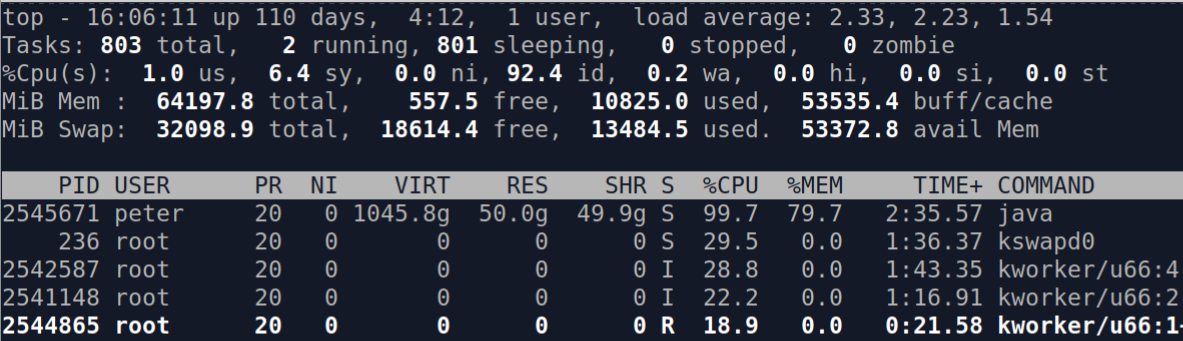 top - 16:06:11 up 110 days,  4:12,  1 user,  load average: 2.33, 2.23, 1.54
Tasks: 803 total,   2 running, 801 sleeping,   0 stopped,   0 zombie
%Cpu(s):  1.0 us,  6.4 sy,  0.0 ni, 92.4 id,  0.2 wa,  0.0 hi,  0.0 si,  0.0 st
MiB Mem :  64197.8 total,    557.5 free,  10825.0 used,  53535.4 buff/cache
MiB Swap:  32098.9 total,  18614.4 free,  13484.5 used.  53372.8 avail Mem
    PID USER      PR  NI    VIRT    RES    SHR S  %CPU  %MEM     TIME+ COMMAND
2545671 peter     20   0 1045.8g  50.0g  49.9g S  99.7  79.7   2:35.57 java
    236 root      20   0       0      0      0 S  29.5   0.0   1:36.37 kswapd0
2542587 root      20   0       0      0      0 I  28.8   0.0   1:43.35 kworker/u66:4
2541148 root      20   0       0      0      0 I  22.2   0.0   1:16.91 kworker/u66:2
2544865 root      20   0       0      0      0 R  18.9   0.0   0:21.58 kworker/u66:1-